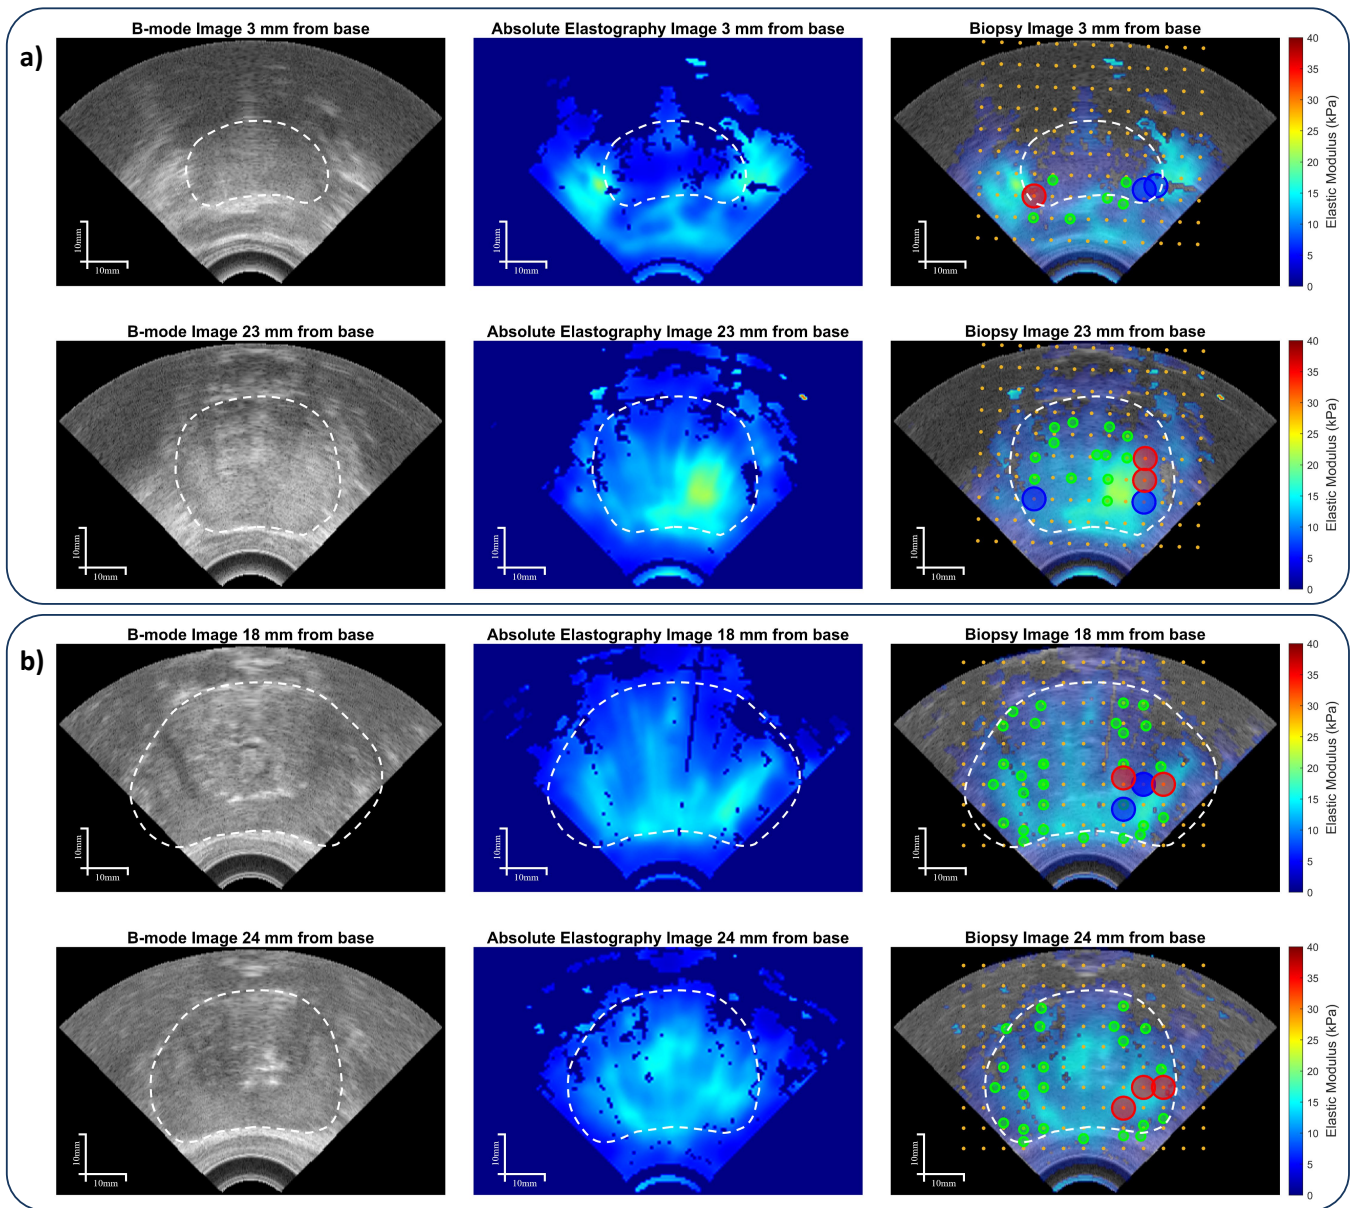 a)
B-mode Image 3 mm from base
Absolute Elastography Image 3 mm from base
Biopsy Image 3 mm from base
10mm
10mm
10mm
10mm
10mm
10mm
40
35
30
25
20
15
10
5
0
Elastic Modulus (kPa)
B-mode Image 23 mm from base
Absolute Elastography Image 23 mm from base
Biopsy Image 23 mm from base
10mm
10mm
10mm
10mm
10mm
10mm
40
35
30
25
20
15
10
5
0
Elastic Modulus (kPa)
b)
B-mode Image 18 mm from base
Absolute Elastography Image 18 mm from base
Biopsy Image 18 mm from base
10mm
10mm
10mm
10mm
10mm
10mm
40
35
30
25
20
15
10
5
0
Elastic Modulus (kPa)
B-mode Image 24 mm from base
Absolute Elastography Image 24 mm from base
Biopsy Image 24 mm from base
10mm
10mm
10mm
10mm
10mm
10mm
40
35
30
25
20
15
10
5
0
Elastic Modulus (kPa)